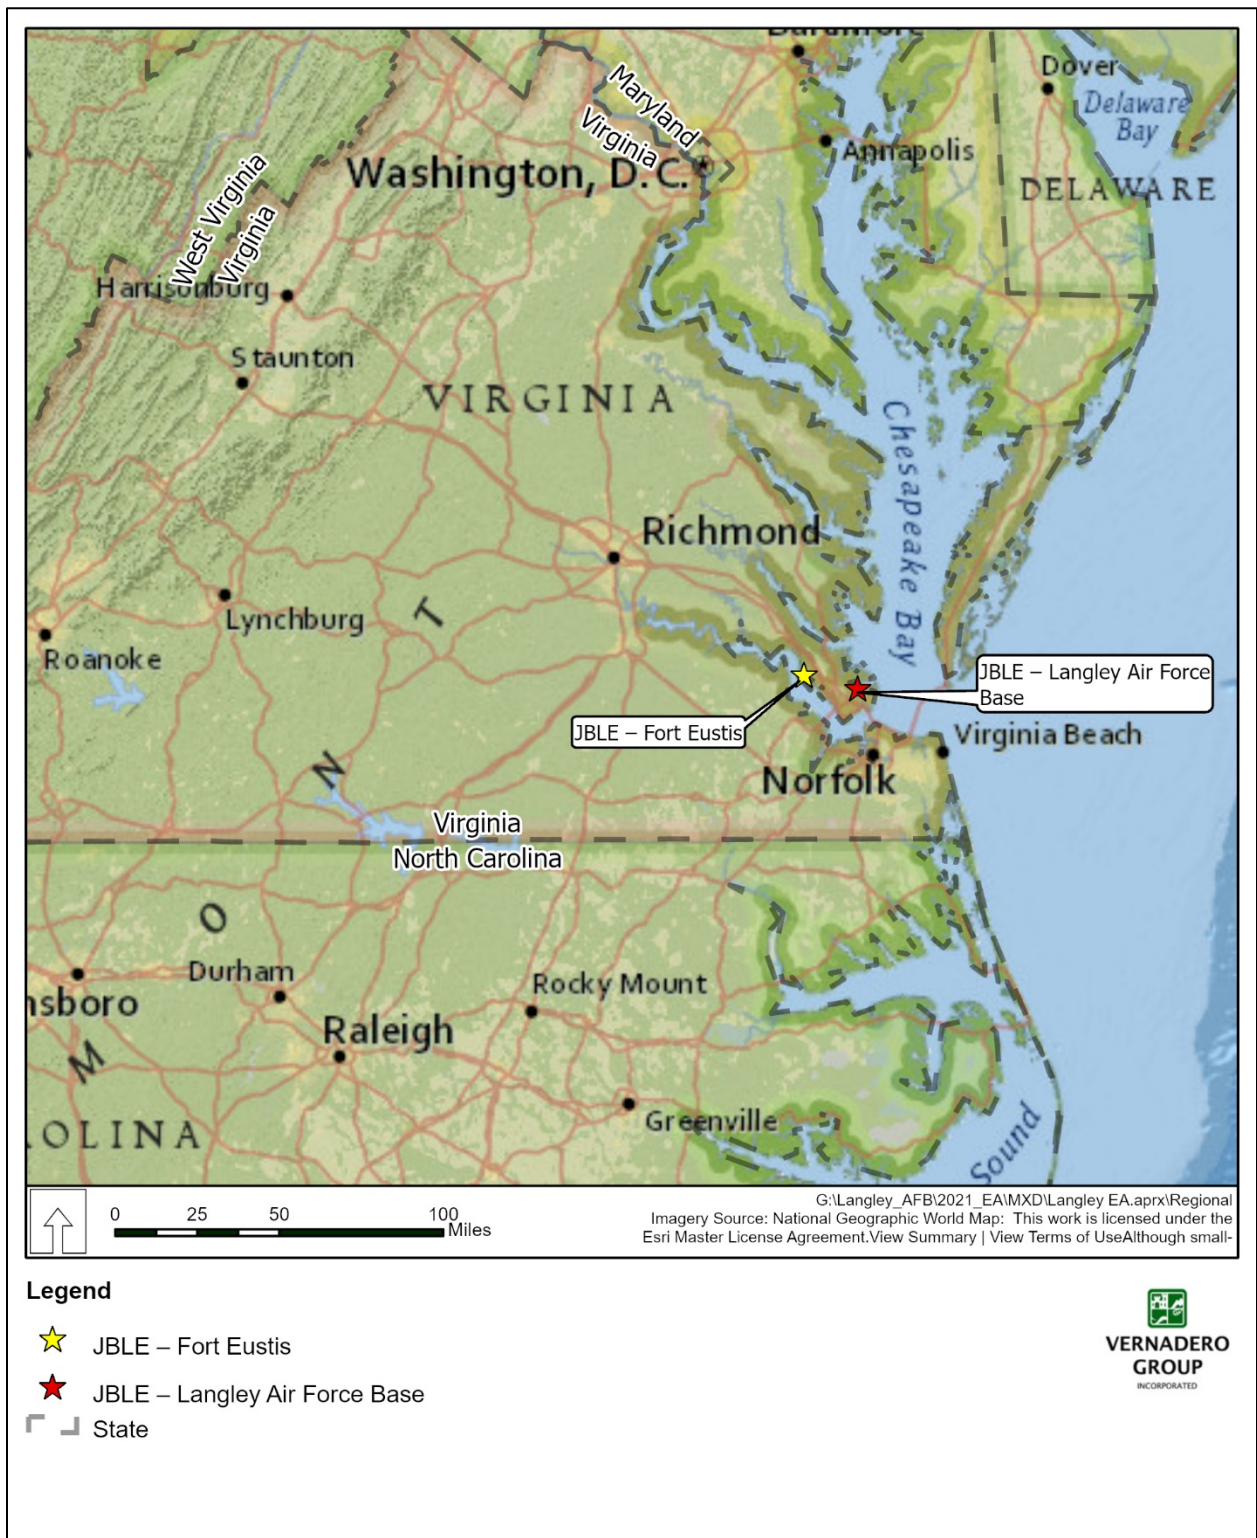 Baltimore
Dover
Delaware
Bay
Maryland
Virginia
Annapolis
Washington, D.C.
DELAWARE
West Virginia
Virginia
Harrisonburg
Staunton
VIRGINIA
Chesapeake Bay
Richmond
Lynchburg
T
Roanoke
JBLE – Langley Air Force
Base
JBLE – Fort Eustis
Virginia Beach
N
Norfolk
Virginia
North Carolina
O
Durham
Rocky Mount
nsboro
Raleigh
M
Greenville
ROLINA
Sound
0 25 50 100
Miles
G:\Langley_AFB\2021_EA\MXD\Langley EA.aprx\Regional
Imagery Source: National Geographic World Map: This work is licensed under the
Esri Master License Agreement.View Summary | View Terms of UseAlthough small-
Legend
JBLE – Fort Eustis
JBLE – Langley Air Force Base
State
VERNADERO
GROUP
INCORPORATED